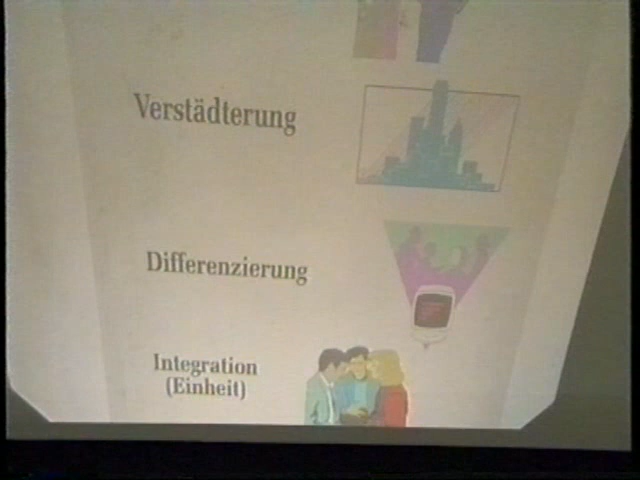 Verstädterung
Differenzierung
Integration
(Einheit)